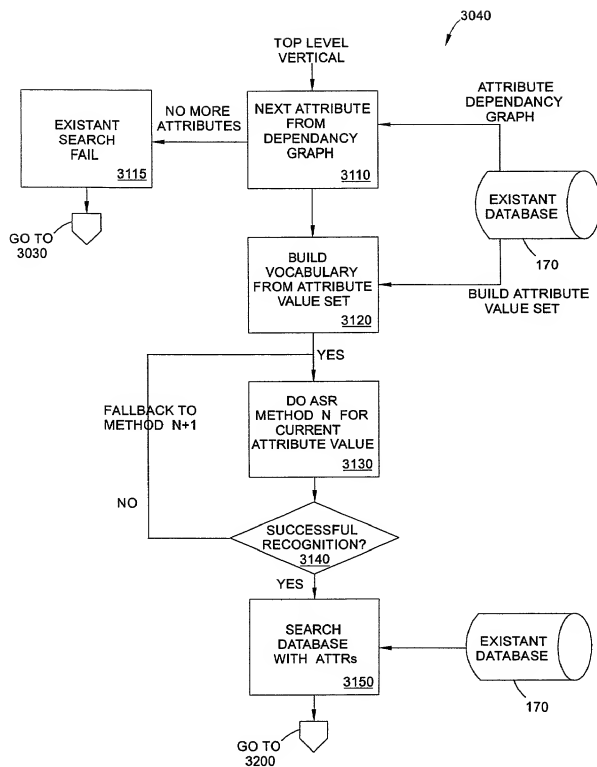 3040
TOP LEVEL
VERTICAL
ATTRIBUTE
DEPENDANCY
GRAPH
NO MORE
ATTRIBUTES
EXISTANT
SEARCH
FAIL
3115
NEXT ATTRIBUTE
FROM
DEPENDANCY
GRAPH
3110
EXISTANT
DATABASE
170
GO TO
3030
BUILD
VOCABULARY
FROM ATTRIBUTE
VALUE SET
3120
BUILD ATTRIBUTE
VALUE SET
YES
FALLBACK TO
METHOD N+1
DO ASR
METHOD N FOR
CURRENT
ATTRIBUTE VALUE
3130
NO
SUCCESSFUL
RECOGNITION?
3140
YES
SEARCH
DATABASE
WITH ATTRs
3150
EXISTANT
DATABASE
170
GO TO
3200